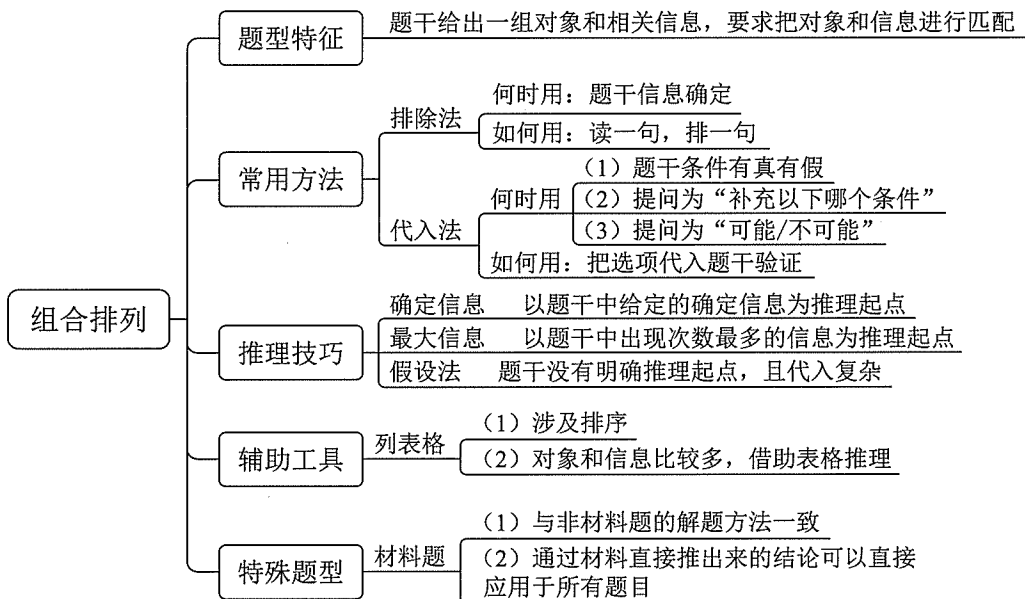 组合排列
题型特征
题干给出一组对象和相关信息，要求把对象和信息进行匹配
常用方法
排除法
何时用：题干信息确定
如何用：读一句，排一句
代入法
何时用
（1）题干条件有真有假
（2）提问为“补充以下哪个条件”
（3）提问为“可能/不可能”
如何用：把选项代入题干验证
推理技巧
确定信息 以题干中给定的确定信息为推理起点
最大信息 以题干中出现次数最多的信息为推理起点
假设法 题干没有明确推理起点，且代入复杂
辅助工具
列表格
（1）涉及排序
（2）对象和信息比较多，借助表格推理
特殊题型
材料题
（1）与非材料题的解题方法一致
（2）通过材料直接推出来的结论可以直接
应用于所有题目